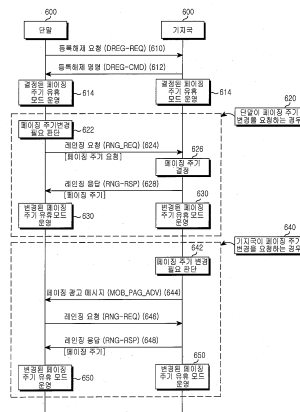 600
600
단말
기지국
등록해제 요청 (DREG-REQ) (610)
등록해제 명령 (DREG-CMD) (612)
결정된 페이징
주기 유휴
모드 운영
614
결정된 페이징
주기 유휴
모드 운영
614
620
단말이 페이징 주기
변경을 요청하는 경우
페이징 주기변경
필요 판단
622
레인징 요청 (RNG_REQ) (624)
[페이징 주기 요청]
626
페이징 주기
결정
레인징 응답 (RNG-RSP) (628)
[페이징 주기]
630
변경된 페이징
주기 유휴모드
운영
630
변경된 페이징
주기 유휴 모드
운영
640
기지국이 페이징 주기
변경을 요청하는 경우
642
페이징 주기 변경
필요 판단
페이징 광고 메시지 (MOB_PAG_ADV) (644)
레인징 요청 (RNG-REQ) (646)
레인징 응답 (RNG-RSP) (648)
[페이징 주기]
650
변경된 페이징
주기 유휴 모드
운영
650
변경된 페이징
주기 유휴 모드
운영